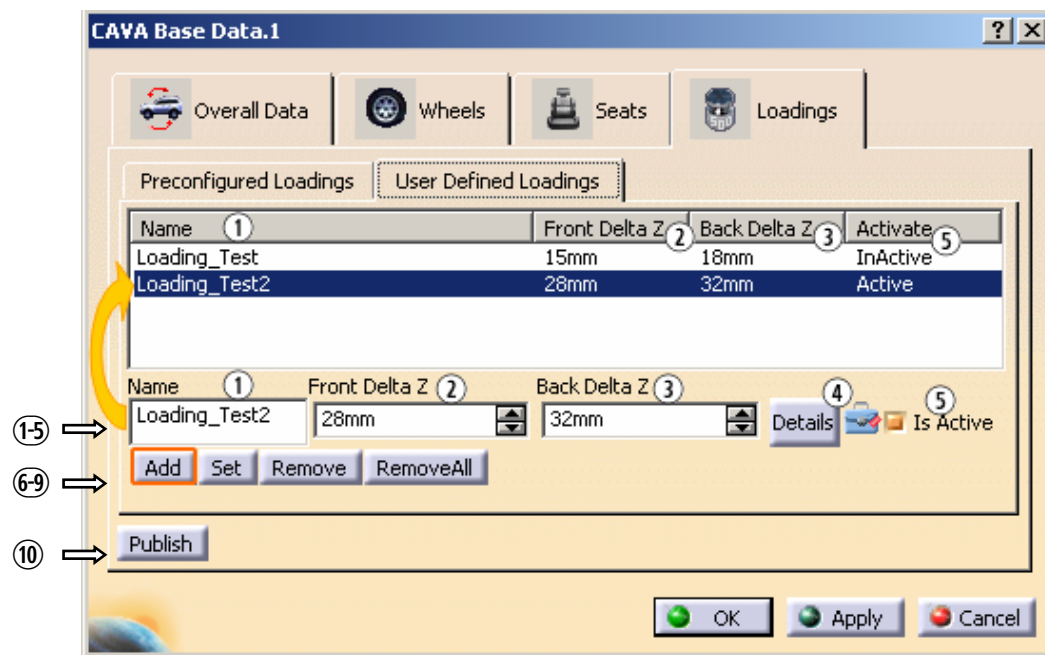 CAVA Base Data.1
Overall Data Wheels Seats Loadings
Preconfigured Loadings User Defined Loadings
Name ① Front Delta Z ② Back Delta Z ③ Activate ⑤
Loading_Test 15mm 18mm InActive
Loading_Test2 28mm 32mm Active
Name ① Front Delta Z ② Back Delta Z ③ ④ ⑤
①-⑤ Loading_Test2 28mm 32mm Details Is Active
⑥-⑨ Add Set Remove RemoveAll
⑩ Publish
OK Apply Cancel